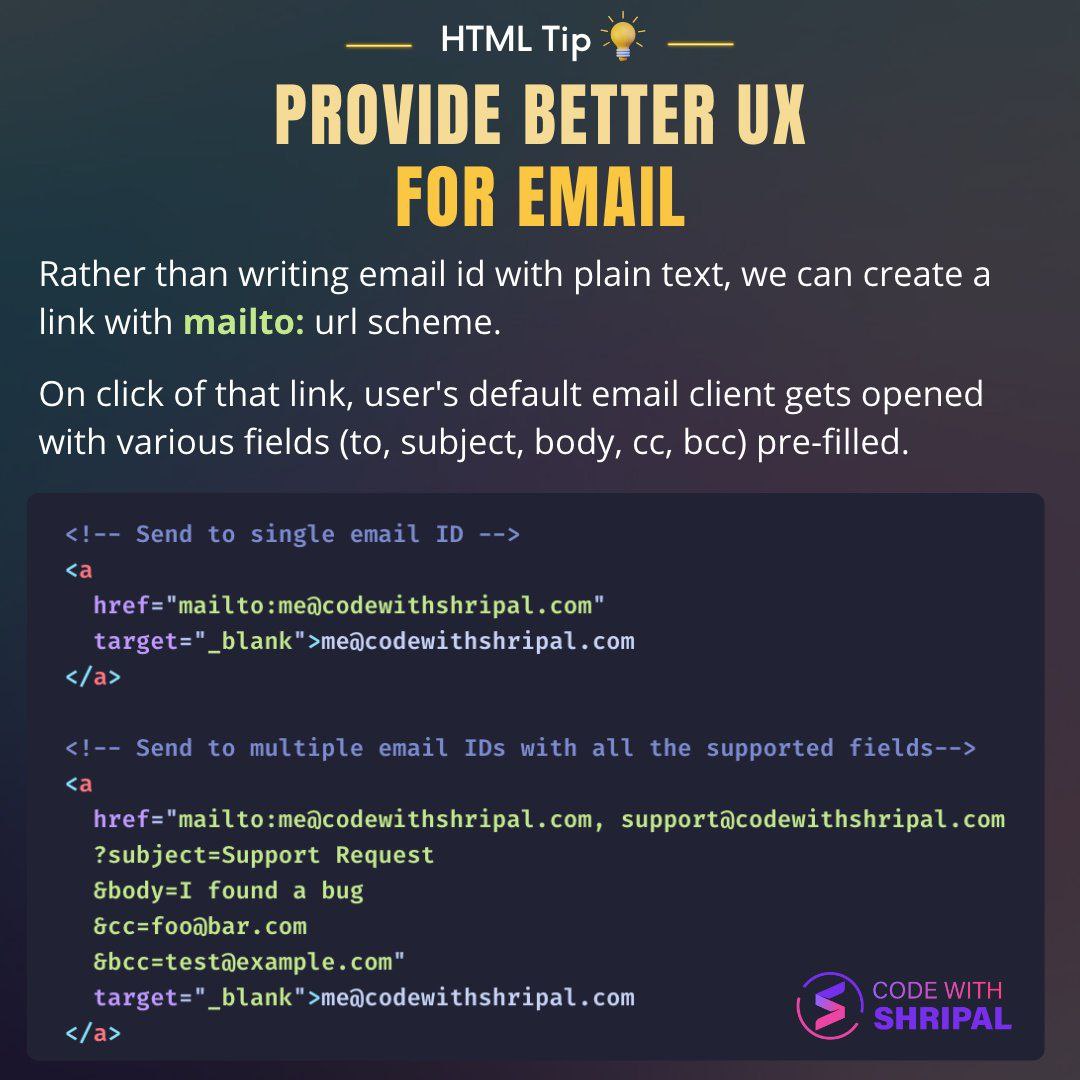 HTML Tip
PROVIDE BETTER UX
FOR EMAIL
Rather than writing email id with plain text, we can create a
link with mailto: url scheme.
On click of that link, user's default email client gets opened
with various fields (to, subject, body, cc, bcc) pre-filled.
<!-- Send to single email ID -->
<a
  href="mailto:me@codewithshripal.com"
  target="_blank">me@codewithshripal.com
</a>
<!-- Send to multiple email IDs with all the supported fields-->
<a
  href="mailto:me@codewithshripal.com, support@codewithshripal.com
  ?subject=Support Request
  &body=I found a bug
  &cc=foo@bar.com
  &bcc=test@example.com"
  target="_blank">me@codewithshripal.com
</a>
CODE WITH
SHRIPAL